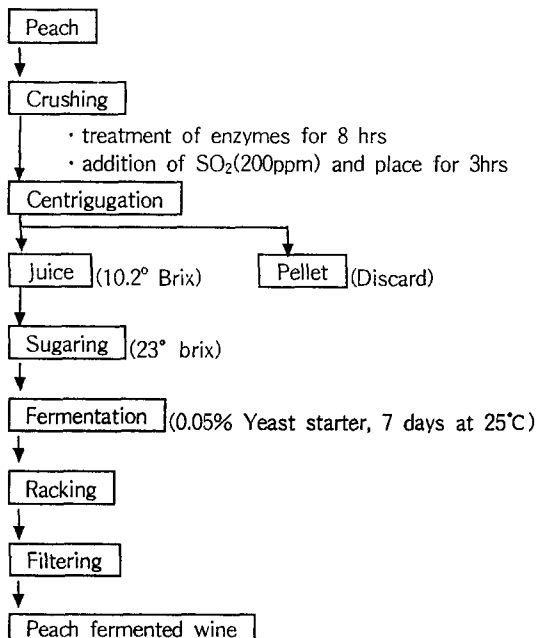 Peach
Crushing
· treatment of enzymes for 8 hrs
· addition of SO₂(200ppm) and place for 3hrs
Centrigugation
Juice (10.2° Brix) Pellet (Discard)
Sugaring (23° brix)
Fermentation (0.05% Yeast starter, 7 days at 25℃)
Racking
Filtering
Peach fermented wine